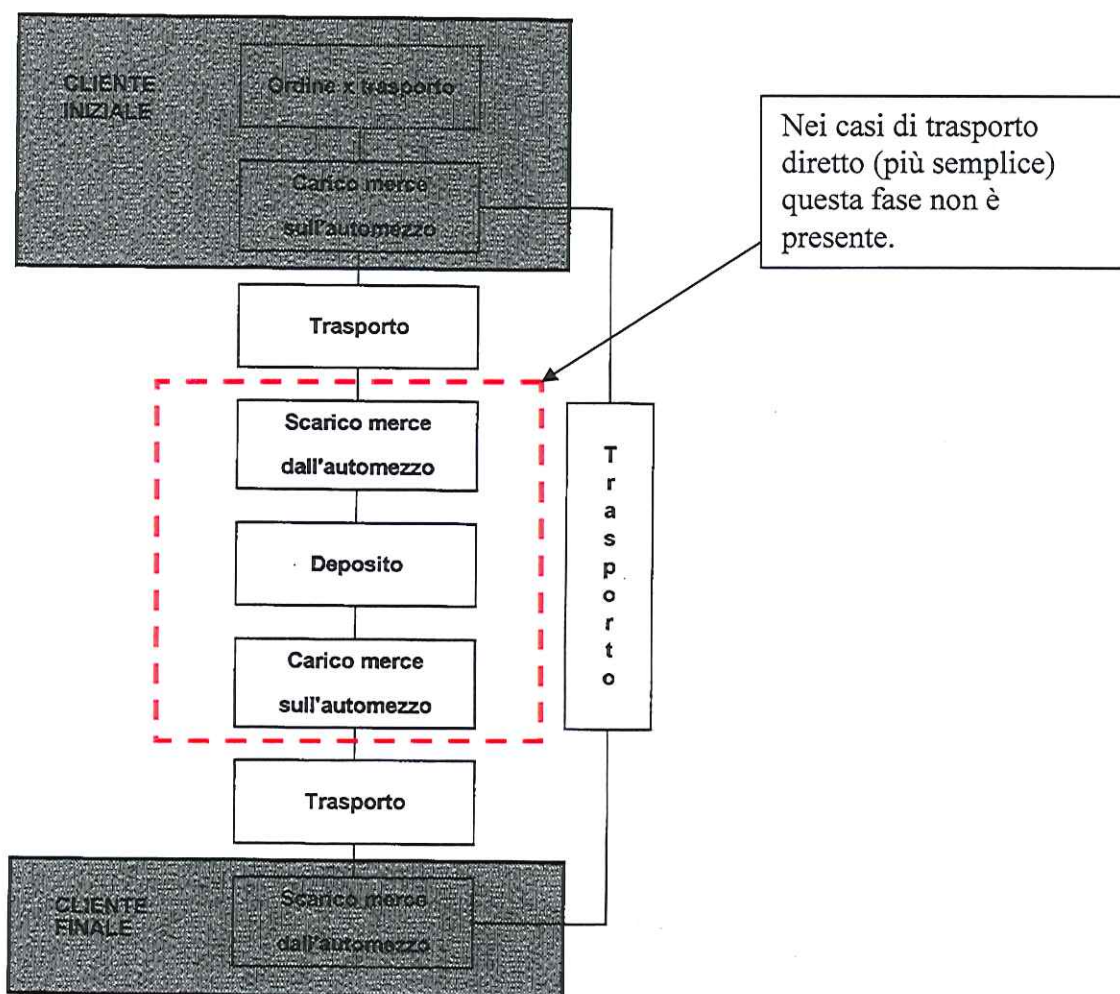 CLIENTE
INIZIALE
Ordine x trasporto
Carico merce
sull'automezzo
Nei casi di trasporto
diretto (più semplice)
questa fase non è
presente.
Trasporto
Scarico merce
dall'automezzo
Deposito
Carico merce
sull'automezzo
Trasporto
Trasporto
CLIENTE
FINALE
Scarico merce
dall'automezzo